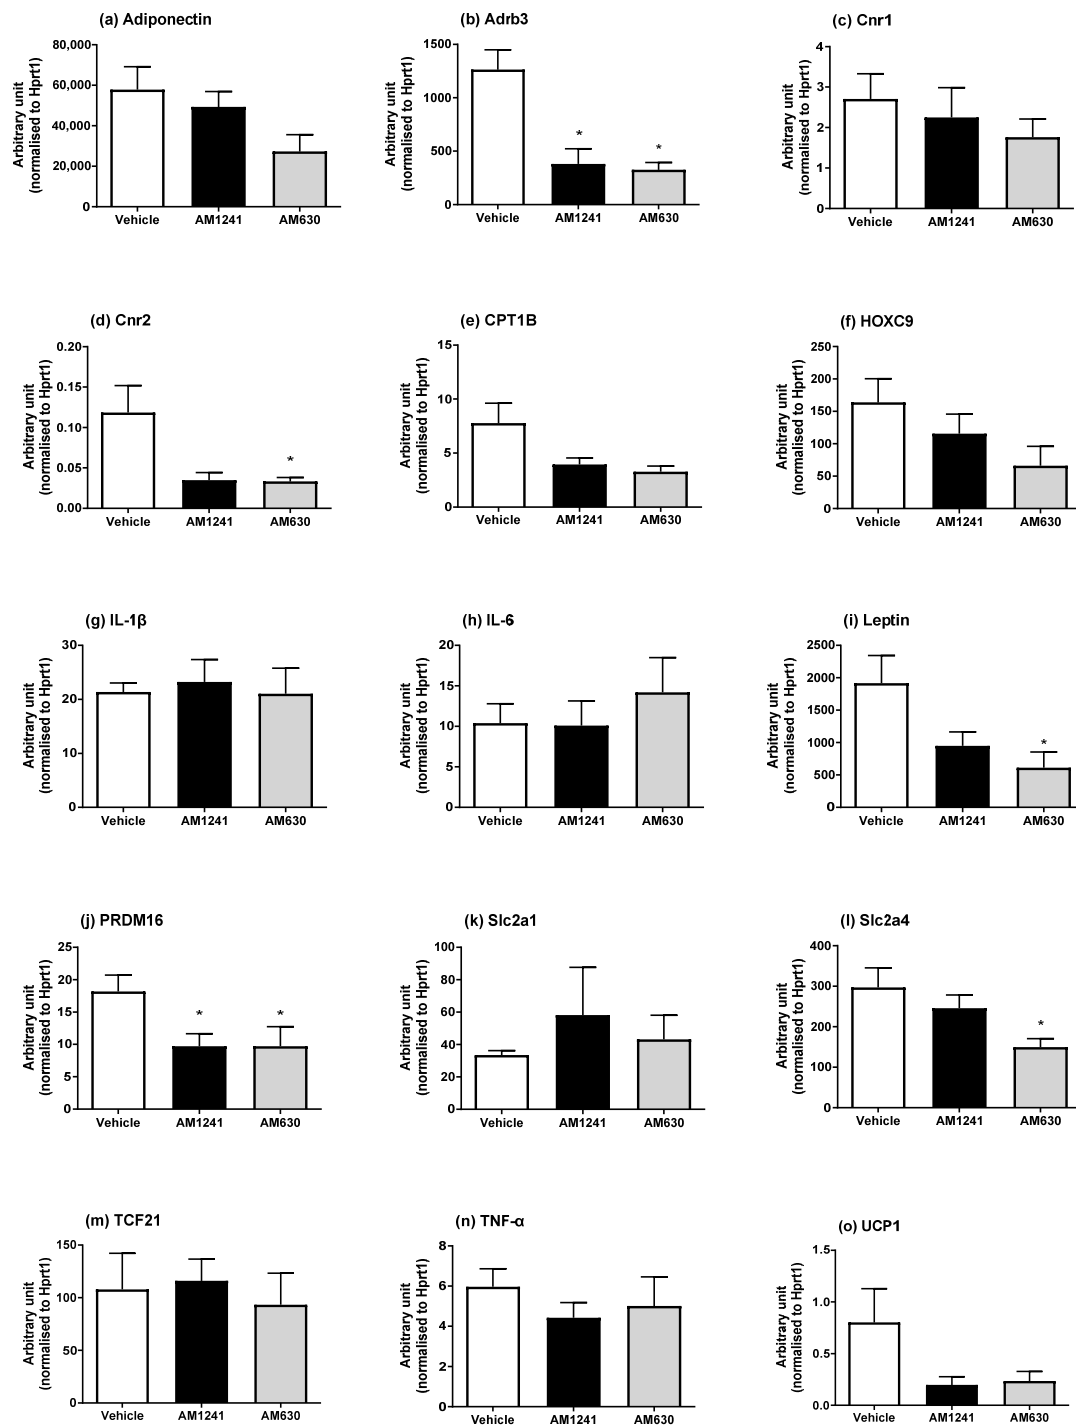 (a) Adiponectin
Arbitrary unit
(normalised to Hprt1)
80,000
60,000
40,000
20,000
0
Vehicle AM1241 AM630
(b) Adrb3
Arbitrary unit
(normalised to Hprt1)
1500
1000
500
0
*
*
Vehicle AM1241 AM630
(c) Cnr1
Arbitrary unit
(normalised to Hprt1)
4
3
2
1
0
Vehicle AM1241 AM630
(d) Cnr2
Arbitrary unit
(normalised to Hprt1)
0.20
0.15
0.10
0.05
0.00
*
Vehicle AM1241 AM630
(e) CPT1B
Arbitrary unit
(normalised to Hprt1)
15
10
5
0
Vehicle AM1241 AM630
(f) HOXC9
Arbitrary unit
(normalised to Hprt1)
250
200
150
100
50
0
Vehicle AM1241 AM630
(g) IL-1β
Arbitrary unit
(normalised to Hprt1)
30
20
10
0
Vehicle AM1241 AM630
(h) IL-6
Arbitrary unit
(normalised to Hprt1)
20
15
10
5
0
Vehicle AM1241 AM630
(i) Leptin
Arbitrary unit
(normalised to Hprt1)
2500
2000
1500
1000
500
0
*
Vehicle AM1241 AM630
(j) PRDM16
Arbitrary unit
(normalised to Hprt1)
25
20
15
10
5
0
* *
Vehicle AM1241 AM630
(k) Slc2a1
Arbitrary unit
(normalised to Hprt1)
100
80
60
40
20
0
Vehicle AM1241 AM630
(l) Slc2a4
Arbitrary unit
(normalised to Hprt1)
400
300
200
100
0
*
Vehicle AM1241 AM630
(m) TCF21
Arbitrary unit
(normalised to Hprt1)
150
100
50
0
Vehicle AM1241 AM630
(n) TNF-α
Arbitrary unit
(normalised to Hprt1)
8
6
4
2
0
Vehicle AM1241 AM630
(o) UCP1
Arbitrary unit
(normalised to Hprt1)
1.5
1.0
0.5
0.0
Vehicle AM1241 AM630